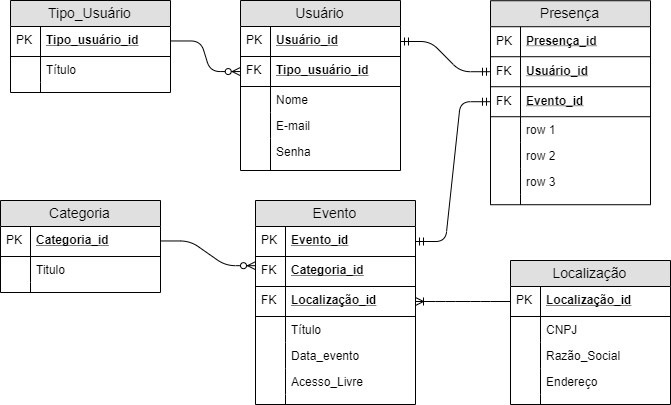 Tipo_Usuário
PK Tipo_usuário_id
Título
Usuário
PK Usuário_id
FK Tipo_usuário_id
Nome
E-mail
Senha
Presença
PK Presença_id
FK Usuário_id
FK Evento_id
row 1
row 2
row 3
Categoria
PK Categoria_id
Titulo
Evento
PK Evento_id
FK Categoria_id
FK Localização_id
Título
Data_evento
Acesso_Livre
Localização
PK Localização_id
CNPJ
Razão_Social
Endereço